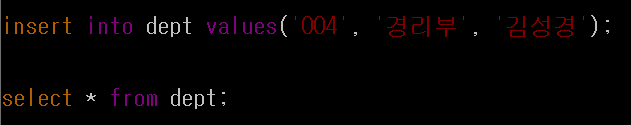 insert into dept values('004', '경리부', '김성경');
select * from dept;